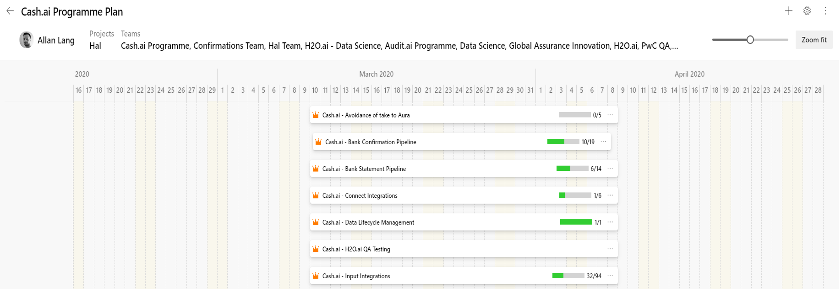 Cash.ai Programme Plan
Allan Lang
Projects Teams
Hal Cash.ai Programme, Confirmations Team, Hal Team, H2O.ai - Data Science, Audit.ai Programme, Data Science, Global Assurance Innovation, H2O.ai, PwC QA,...
Zoom fit
2020 March 2020 April 2020
16 17 18 19 20 21 22 23 24 25 26 27 28 29 1 2 3 4 5 6 7 8 9 10 11 12 13 14 15 16 17 18 19 20 21 22 23 24 25 26 27 28 29 30 31 1 2 3 4 5 6 7 8 9 10 11 12 13 14 15 16 17 18 19 20 21 22 23 24 25 26 27 28
Cash.ai - Avoidance of take to Aura 0/5
Cash.ai - Bank Confirmation Pipeline 10/19
Cash.ai - Bank Statement Pipeline 6/14
Cash.ai - Connect Integrations 1/6
Cash.ai - Data Lifecycle Management 1/1
Cash.ai - H2O.ai QA Testing
Cash.ai - Input Integrations 32/94